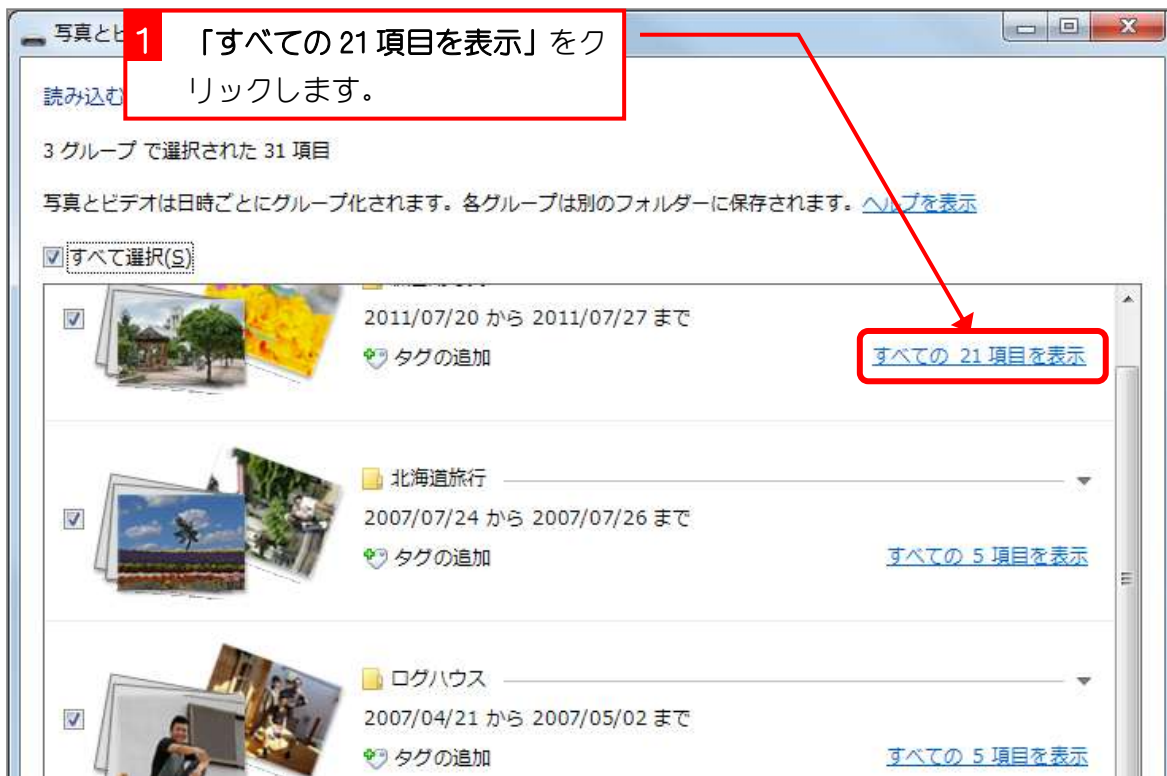 写真とビ
1 「すべての 21 項目を表示」をク
リックします。
読み込む
3 グループ で選択された 31 項目
写真とビデオは日時ごとにグループ化されます。各グループは別のフォルダーに保存されます。ヘルプを表示
すべて選択(S)
2011/07/20 から 2011/07/27 まで
タグの追加
すべての 21 項目を表示
北海道旅行
2007/07/24 から 2007/07/26 まで
タグの追加
すべての 5 項目を表示
ログハウス
2007/04/21 から 2007/05/02 まで
タグの追加
すべての 5 項目を表示